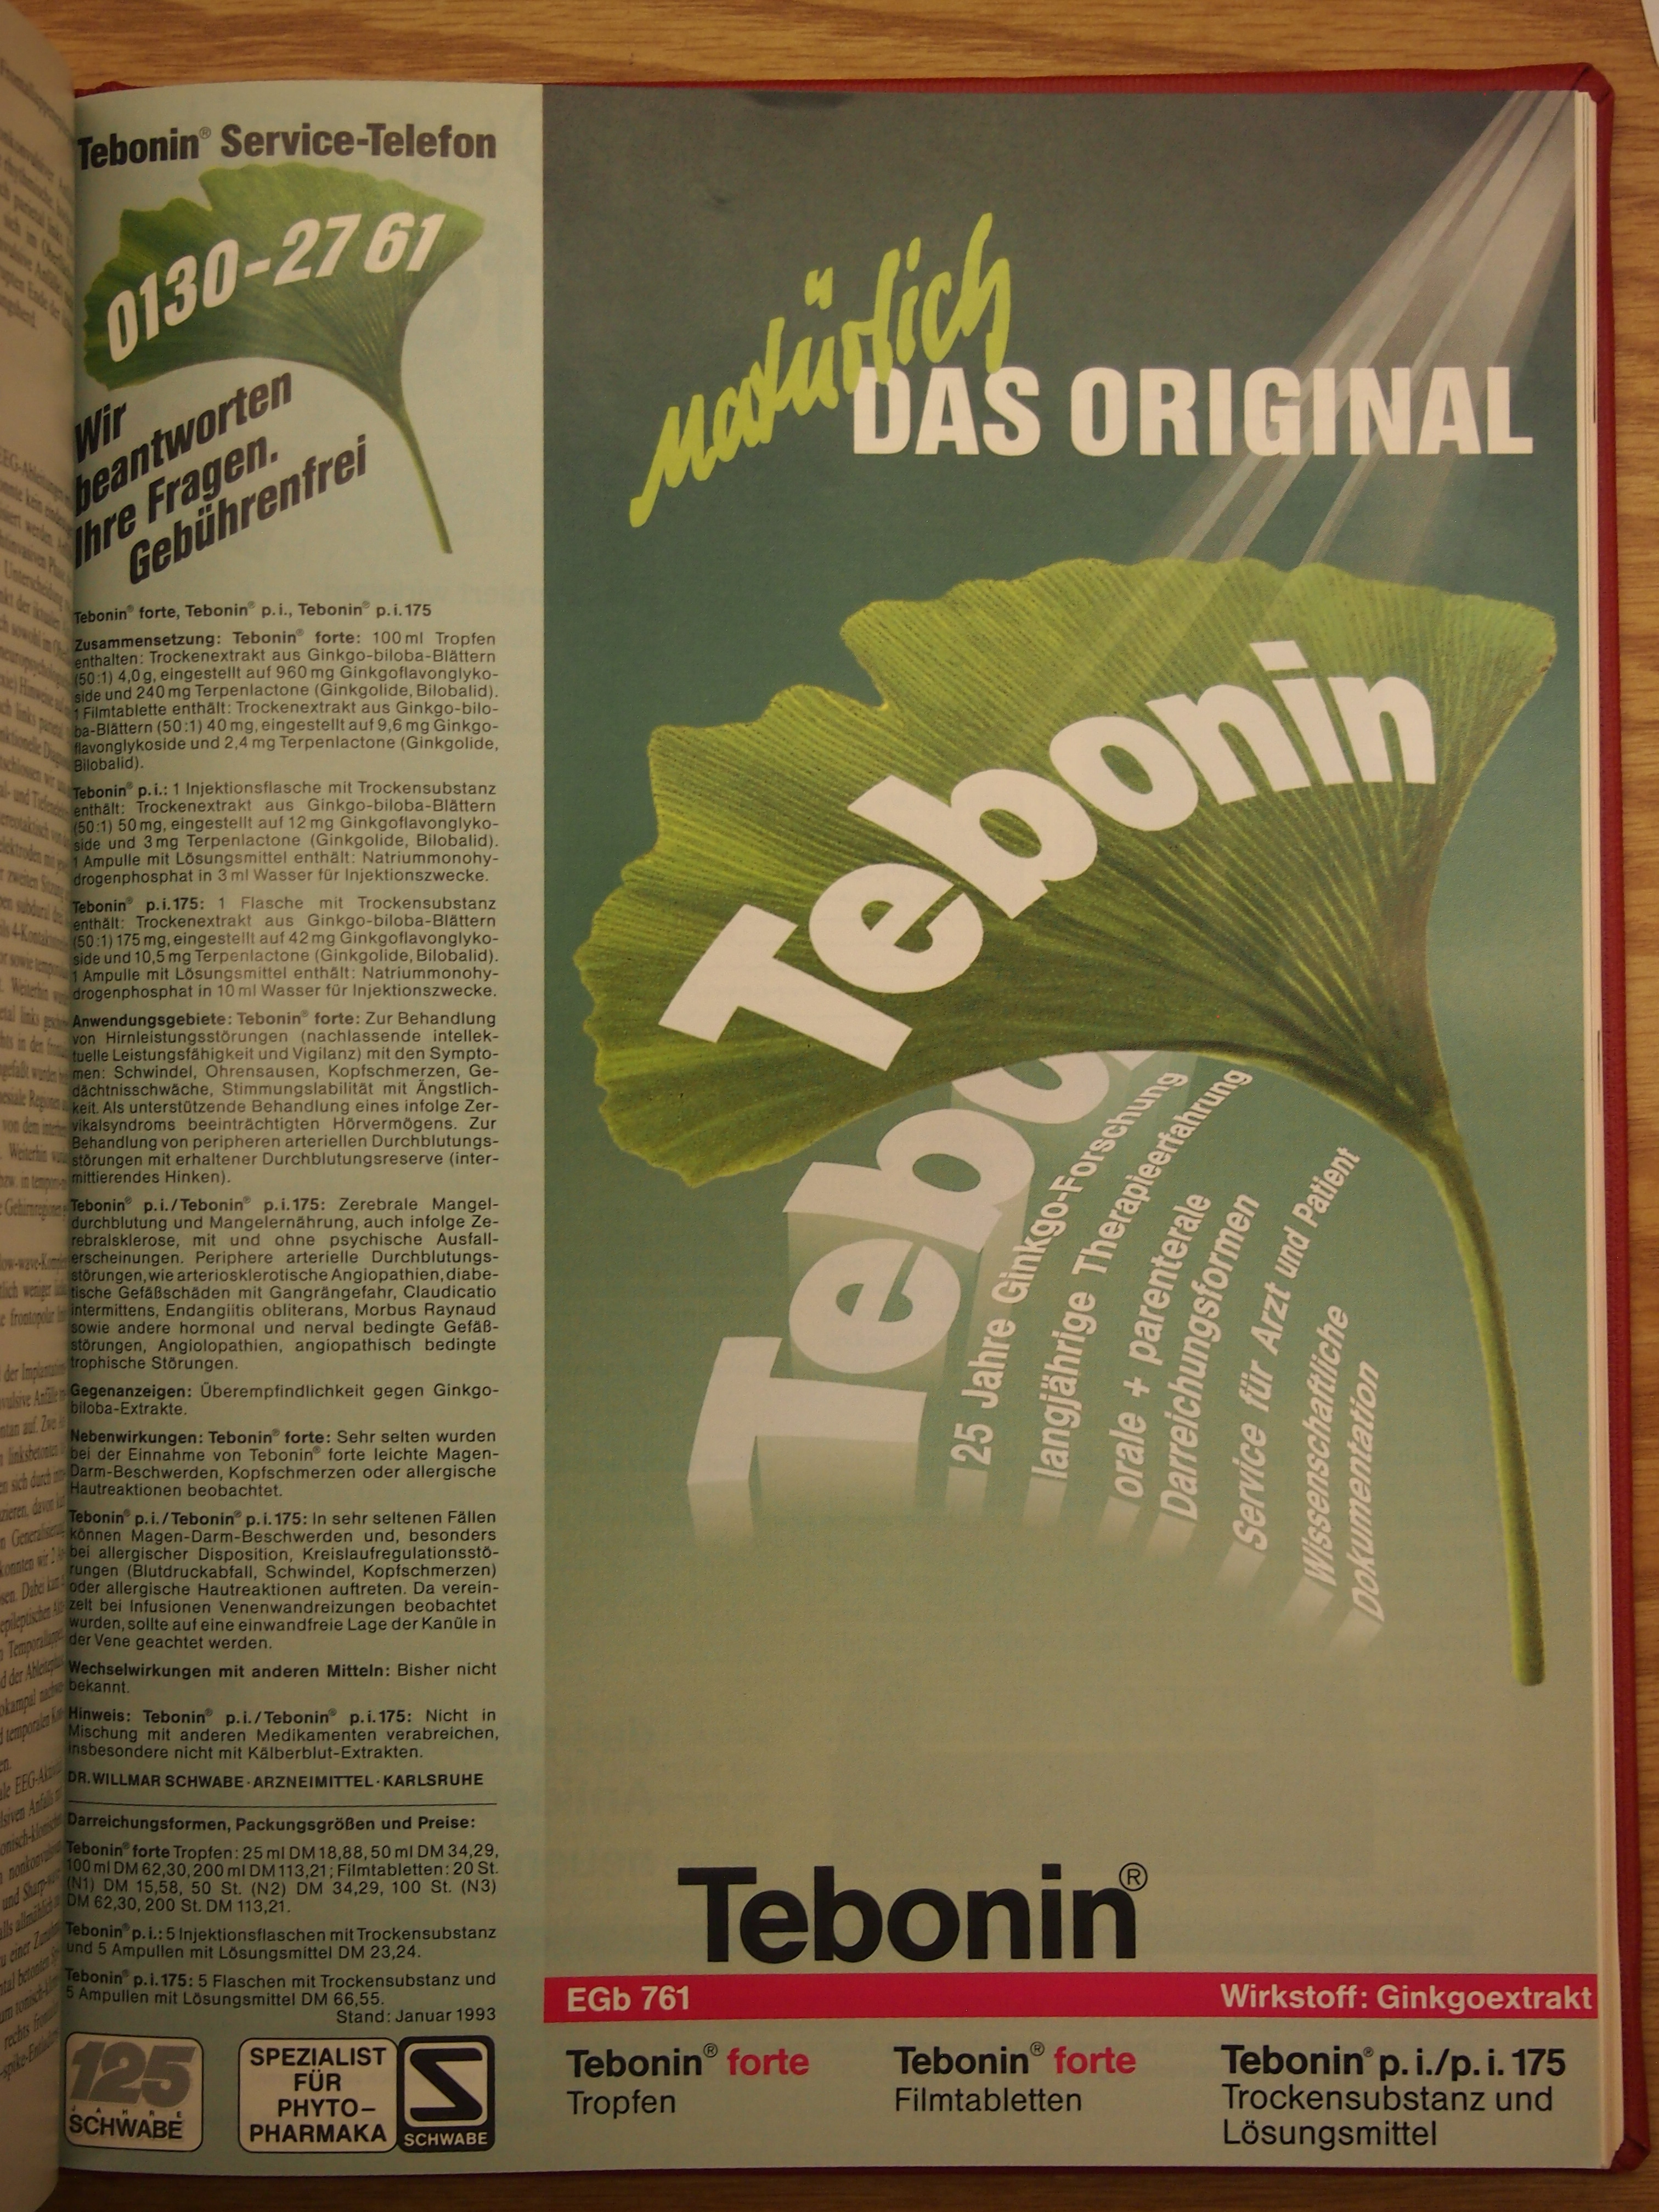 Tebonin® Service-Telefon
0130-27 61
Wir
beantworten
Ihre Fragen.
Gebührenfrei
Tebonin® forte, Tebonin® p.i., Tebonin® p.i.175
Zusammensetzung: Tebonin® forte: 100 ml Tropfen
enthalten: Trockenextrakt aus Ginkgo-biloba-Blättern
(50:1) 4,0 g, eingestellt auf 960 mg Ginkgoflavonglyko-
side und 240 mg Terpenlactone (Ginkgolide, Bilobalid).
1 Filmtablette enthält: Trockenextrakt aus Ginkgo-bilo-
ba-Blättern (50:1) 40 mg, eingestellt auf 9,6 mg Ginkgo-
flavonglykoside und 2,4 mg Terpenlactone (Ginkgolide,
Bilobalid).
Tebonin® p.i.: 1 Injektionsflasche mit Trockensubstanz
enthält: Trockenextrakt aus Ginkgo-biloba-Blättern
(50:1) 50 mg, eingestellt auf 12 mg Ginkgoflavonglyko-
side und 3 mg Terpenlactone (Ginkgolide, Bilobalid).
1 Ampulle mit Lösungsmittel enthält: Natriummonohy-
drogenphosphat in 3 ml Wasser für Injektionszwecke.
Tebonin® p.i.175: 1 Flasche mit Trockensubstanz
enthält: Trockenextrakt aus Ginkgo-biloba-Blättern
(50:1) 175 mg, eingestellt auf 42 mg Ginkgoflavonglyko-
side und 10,5 mg Terpenlactone (Ginkgolide, Bilobalid).
1 Ampulle mit Lösungsmittel enthält: Natriummonohy-
drogenphosphat in 10 ml Wasser für Injektionszwecke.
Anwendungsgebiete: Tebonin® forte: Zur Behandlung
von Hirnleistungsstörungen (nachlassende intellek-
tuelle Leistungsfähigkeit und Vigilanz) mit den Sympto-
men: Schwindel, Ohrensausen, Kopfschmerzen, Ge-
dächtnisschwäche, Stimmungslabilität mit Ängstlich-
keit. Als unterstützende Behandlung eines infolge Zer-
vikalsyndroms beeinträchtigten Hörvermögens. Zur
Behandlung von peripheren arteriellen Durchblutungs-
störungen mit erhaltener Durchblutungsreserve (inter-
mittierendes Hinken).
Tebonin® p.i./Tebonin® p.i.175: Zerebrale Mangel-
durchblutung und Mangelernährung, auch infolge Ze-
rebralsklerose, mit und ohne psychische Ausfall-
erscheinungen. Periphere arterielle Durchblutungs-
störungen, wie arteriosklerotische Angiopathien, diabe-
tische Gefäßschäden mit Gangrängefahr, Claudicatio
intermittens, Endangiitis obliterans, Morbus Raynaud
sowie andere hormonal und nerval bedingte Gefäß-
störungen, Angiolopathien, angiopathisch bedingte
trophische Störungen.
Gegenanzeigen: Überempfindlichkeit gegen Ginkgo-
biloba-Extrakte.
Nebenwirkungen: Tebonin® forte: Sehr selten wurden
bei der Einnahme von Tebonin® forte leichte Magen-
Darm-Beschwerden, Kopfschmerzen oder allergische
Hautreaktionen beobachtet.
Tebonin® p.i./Tebonin® p.i.175: In sehr seltenen Fällen
können Magen-Darm-Beschwerden und, besonders
bei allergischer Disposition, Kreislaufregulationsstö-
rungen (Blutdruckabfall, Schwindel, Kopfschmerzen)
oder allergische Hautreaktionen auftreten. Da verein-
zelt bei Infusionen Venenwandreizungen beobachtet
wurden, sollte auf eine einwandfreie Lage der Kanüle in
der Vene geachtet werden.
Wechselwirkungen mit anderen Mitteln: Bisher nicht
bekannt.
Hinweis: Tebonin® p.i./Tebonin® p.i.175: Nicht in
Mischung mit anderen Medikamenten verabreichen,
insbesondere nicht mit Kälberblut-Extrakten.
DR. WILLMAR SCHWABE · ARZNEIMITTEL · KARLSRUHE
Darreichungsformen, Packungsgrößen und Preise:
Tebonin® forte Tropfen: 25 ml DM 18,88, 50 ml DM 34,29,
100 ml DM 62,30, 200 ml DM 113,21; Filmtabletten: 20 St.
(N1) DM 15,58, 50 St. (N2) DM 34,29, 100 St. (N3)
DM 62,30, 200 St. DM 113,21.
Tebonin® p.i.: 5 Injektionsflaschen mit Trockensubstanz
und 5 Ampullen mit Lösungsmittel DM 23,24.
Tebonin® p.i.175: 5 Flaschen mit Trockensubstanz und
5 Ampullen mit Lösungsmittel DM 66,55.
Stand: Januar 1993
125
JAHRE
SCHWABE
SPEZIALIST
FÜR
PHYTO-
PHARMAKA
SCHWABE
natürlich
DAS ORIGINAL
Tebonin
Tebo
25 Jahre Ginkgo-Forschung
langjährige Therapieerfahrung
orale + parenterale
Darreichungsformen
Service für Arzt und Patient
Wissenschaftliche
Dokumentation
Tebonin®
EGb 761 Wirkstoff: Ginkgoextrakt
Tebonin® forte
Tropfen
Tebonin® forte
Filmtabletten
Tebonin® p.i./p.i. 175
Trockensubstanz und
Lösungsmittel